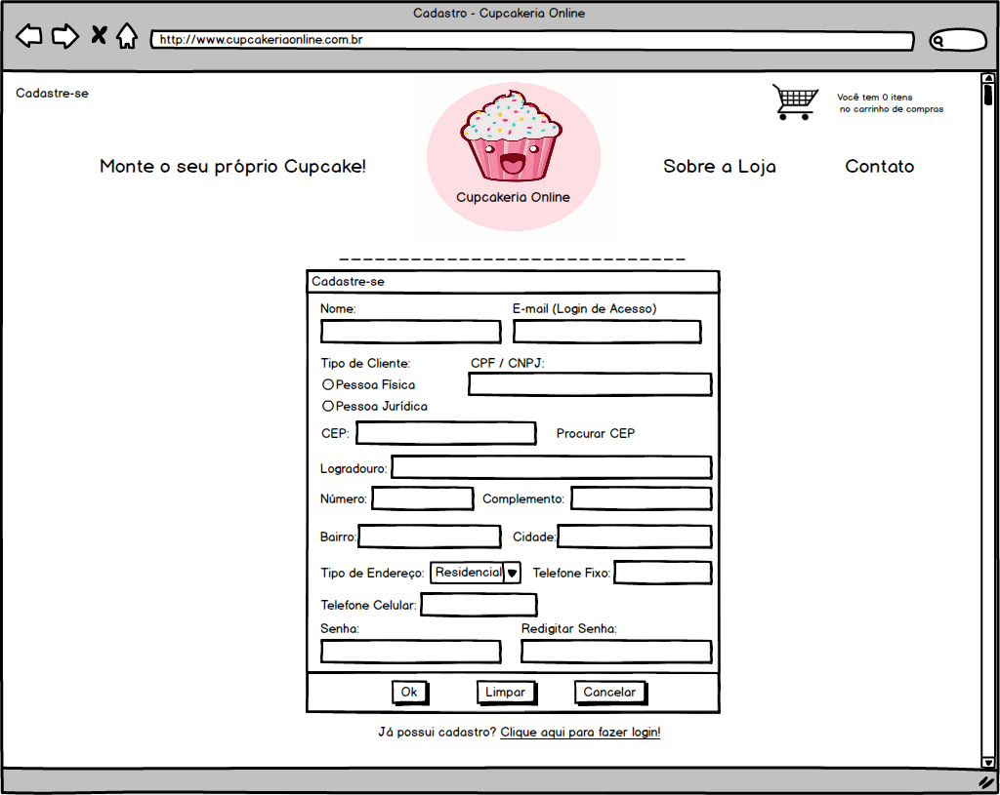 Cadastro - Cupcakeria Online
http://www.cupcakeriaonline.com.br
Cadastre-se
Você tem 0 itens
no carrinho de compras
Monte o seu próprio Cupcake!
Cupcakeria Online
Sobre a Loja
Contato
Cadastre-se
Nome:
E-mail (Login de Acesso)
Tipo de Cliente:
CPF / CNPJ:
Pessoa Física
Pessoa Jurídica
CEP:
Procurar CEP
Logradouro:
Número:
Complemento:
Bairro:
Cidade:
Tipo de Endereço:
Residencial
Telefone Fixo:
Telefone Celular:
Senha:
Redigitar Senha:
Ok
Limpar
Cancelar
Já possui cadastro? Clique aqui para fazer login!